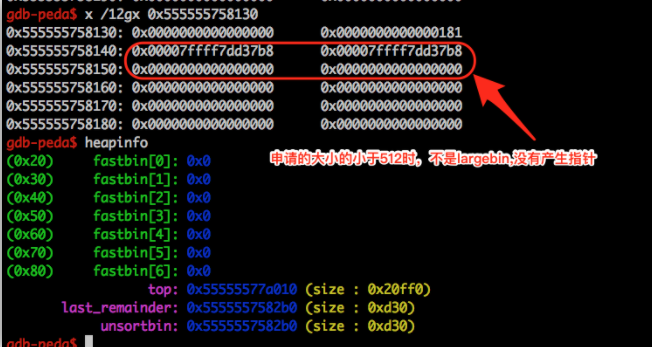 gdb-peda$ x /12gx 0x555555758130
0x555555758130: 0x0000000000000000 0x0000000000000181
0x555555758140: 0x00007ffff7dd37b8 0x00007ffff7dd37b8
0x555555758150: 0x0000000000000000 0x0000000000000000
0x555555758160: 0x0000000000000000 0x0000000000000000
0x555555758170: 0x0000000000000000 0x0000000000000000
0x555555758180: 0x0000000000000000 0x0000000000000000
gdb-peda$ heapinfo
申请的大小的小于512时，不是largebin,没有产生指针
(0x20) fastbin[0]: 0x0
(0x30) fastbin[1]: 0x0
(0x40) fastbin[2]: 0x0
(0x50) fastbin[3]: 0x0
(0x60) fastbin[4]: 0x0
(0x70) fastbin[5]: 0x0
(0x80) fastbin[6]: 0x0
top: 0x55555577a010 (size : 0x20ff0)
last_remainder: 0x5555557582b0 (size : 0xd30)
unsortbin: 0x5555557582b0 (size : 0xd30)
gdb-peda$